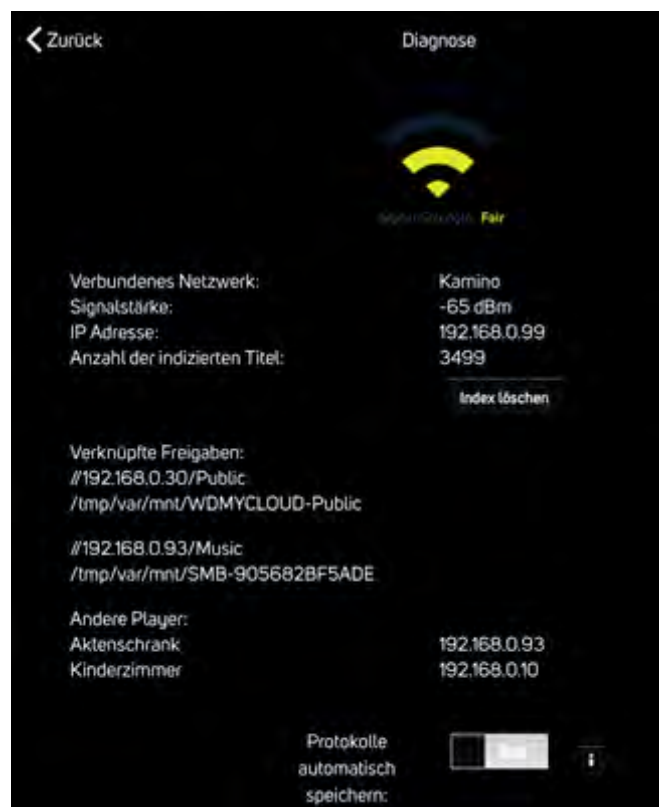 Zurück
Diagnose
Fair
Verbundenes Netzwerk: Kamino
Signalstärke: -65 dBm
IP Adresse: 192.168.0.99
Anzahl der indizierten Titel: 3499
Index löschen
Verknüpfte Freigaben:
//192.168.0.30/Public
/tmp/var/mnt/WDMYCLOUD-Public
//192.168.0.93/Music
/tmp/var/mnt/SMB-905682BF5ADE
Andere Player:
Aktenschrank 192.168.0.93
Kinderzimmer 192.168.0.10
Protokolle
automatisch
speichern:
i